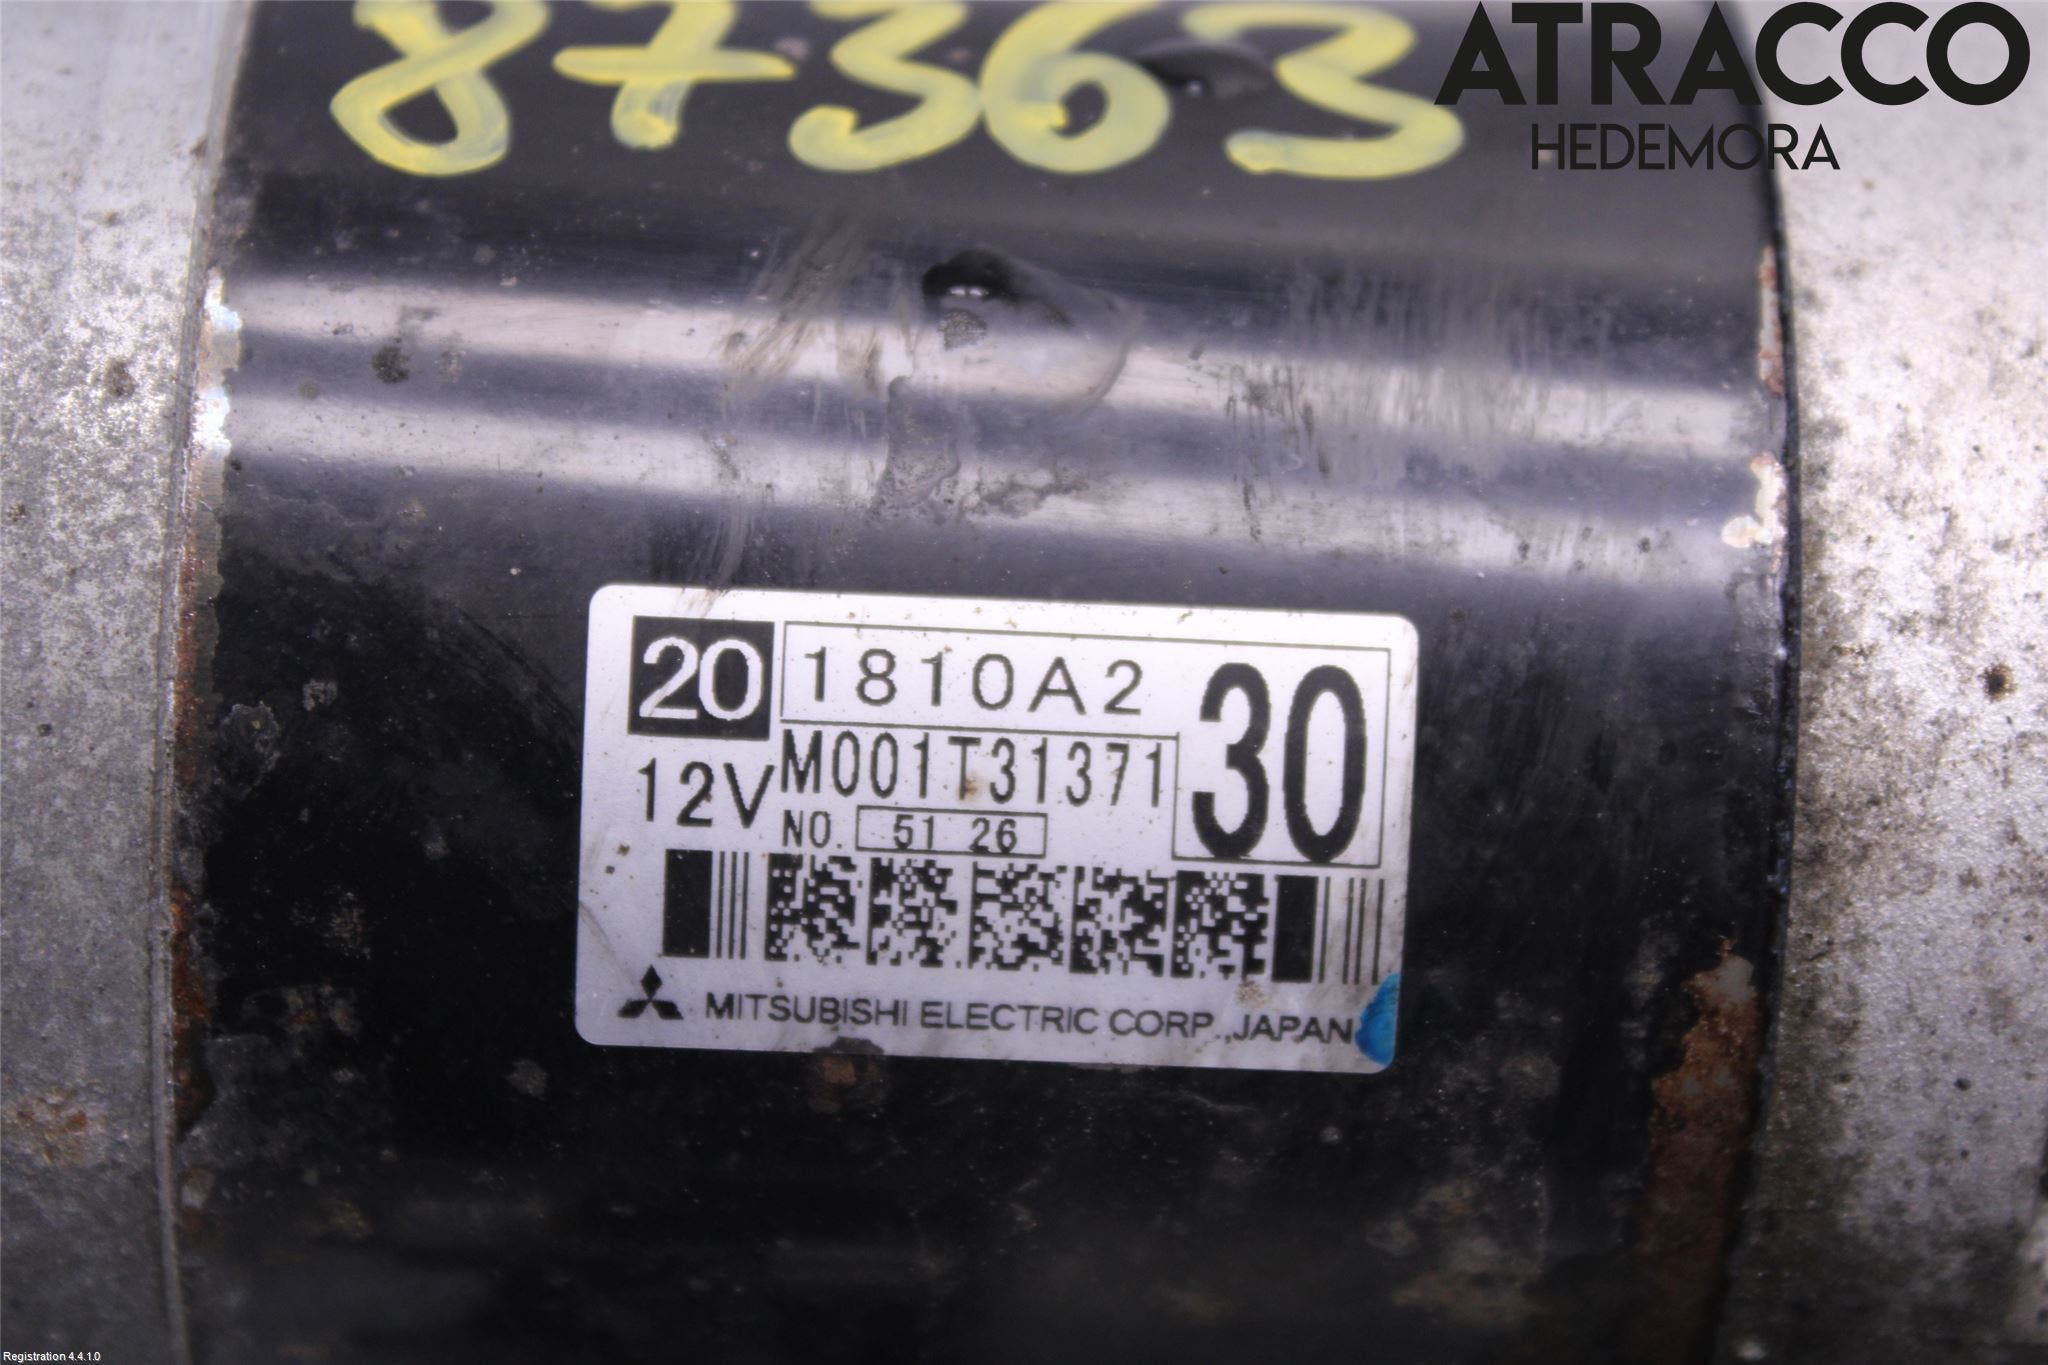 87363
ATRACCO
HEDEMORA
20 1810A2 30
12V M001T31371
NO. 51 26
MITSUBISHI ELECTRIC CORP.,JAPAN
Registration 4.4.1.0